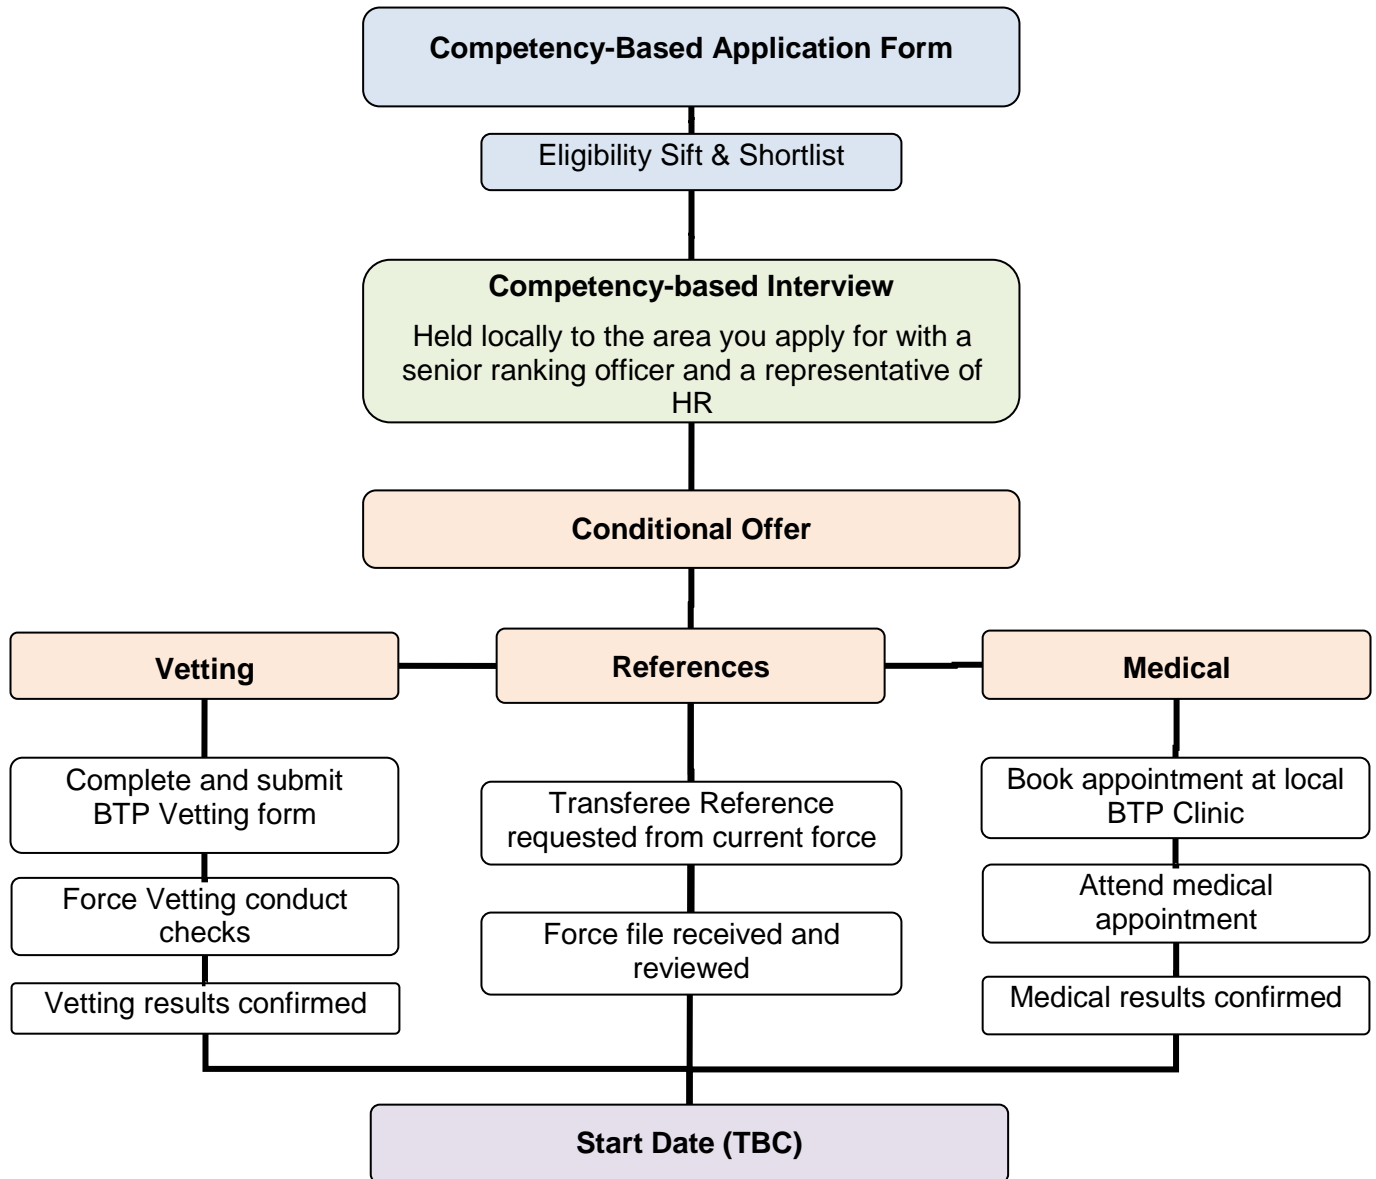 Competency-Based Application Form
Eligibility Sift & Shortlist
Competency-based Interview
Held locally to the area you apply for with a
senior ranking officer and a representative of
HR
Conditional Offer
Vetting
References
Medical
Complete and submit
BTP Vetting form
Force Vetting conduct
checks
Vetting results confirmed
Transferee Reference
requested from current force
Force file received and
reviewed
Book appointment at local
BTP Clinic
Attend medical
appointment
Medical results confirmed
Start Date (TBC)